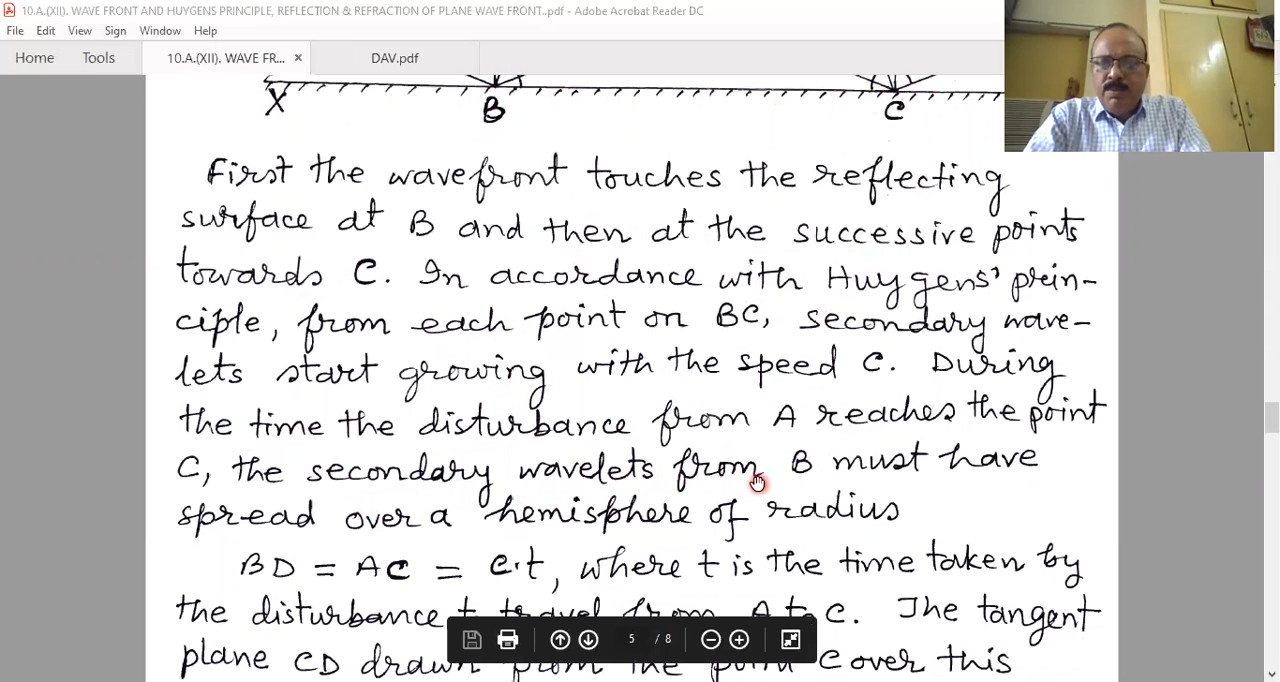 10.A.(XII). WAVE FRONT AND HUYGENS PRINCIPLE, REFLECTION & REFRACTION OF PLANE WAVE FRONT..pdf - Adobe Acrobat Reader DC
File Edit View Sign Window Help
Home Tools 10.A.(XII). WAVE FR... × DAV.pdf
X B C
First the wavefront touches the reflecting
surface at B and then at the successive points
towards C. In accordance with Huygens' prin-
ciple, from each point on BC, secondary wave-
lets start growing with the speed C. During
the time the disturbance from A reaches the point
C, the secondary wavelets from B must have
spread over a hemisphere of radius
BD = AC = c.t, where t is the time taken by
the disturbance t travel from A to C. The tangent
5 / 8
plane CD drawn from the point C over this